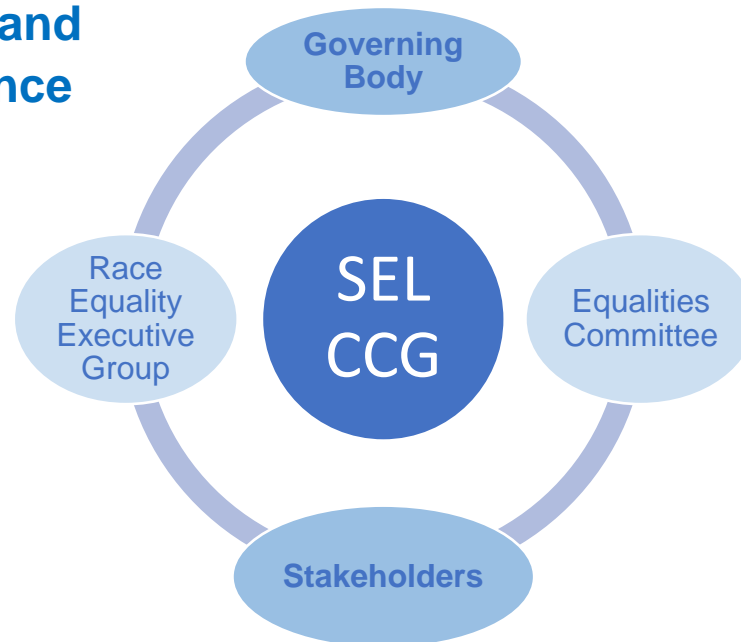 and
nce
Governing
Body
SEL
CCG
Race
Equality
Executive
Group
Equalities
Committee
Stakeholders